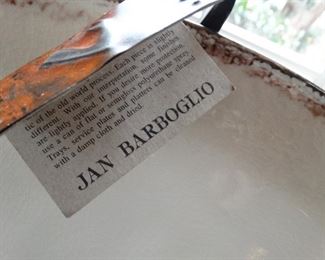 tic of the old world process. Each piece is slightly
different. With our interpretation, some finishes
are lightly applied. If you desire more protection,
use a can of flat or semigloss polyurethane spray.
Trays, service plates and platters can be cleaned
with a damp cloth and dried.
JAN BARBOGLIO